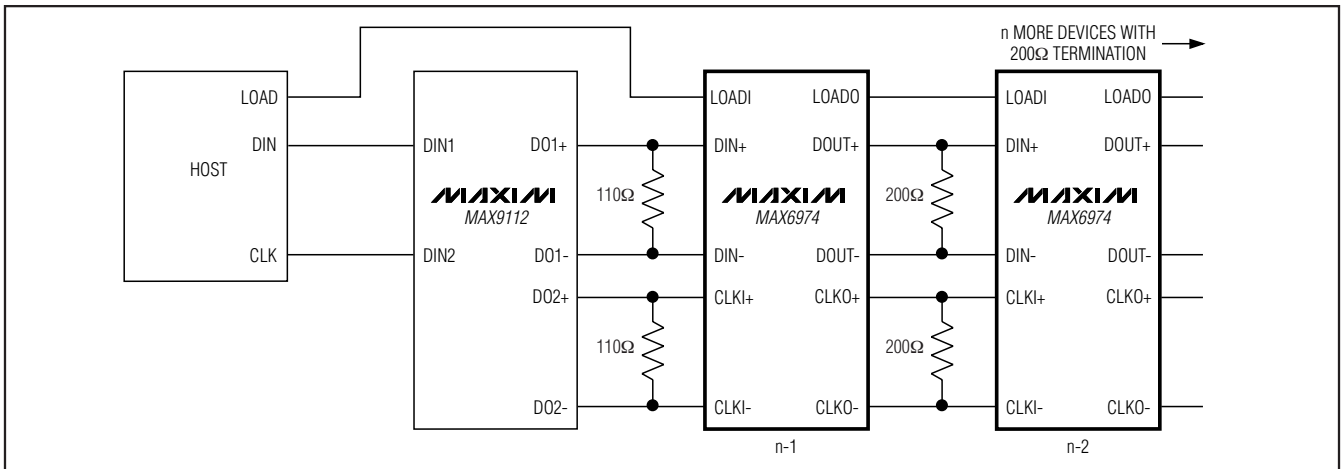 n MORE DEVICES WITH
200Ω TERMINATION
HOST
LOAD
DIN
CLK
DIN1
DIN2
DO1+
DO1-
DO2+
DO2-
MAXIM
MAX9112
110Ω
110Ω
LOADI
DIN+
DIN-
CLKI+
CLKI-
LOADO
DOUT+
DOUT-
CLKO+
CLKO-
MAXIM
MAX6974
n-1
200Ω
200Ω
LOADI
DIN+
DIN-
CLKI+
CLKI-
LOADO
DOUT+
DOUT-
CLKO+
CLKO-
MAXIM
MAX6974
n-2